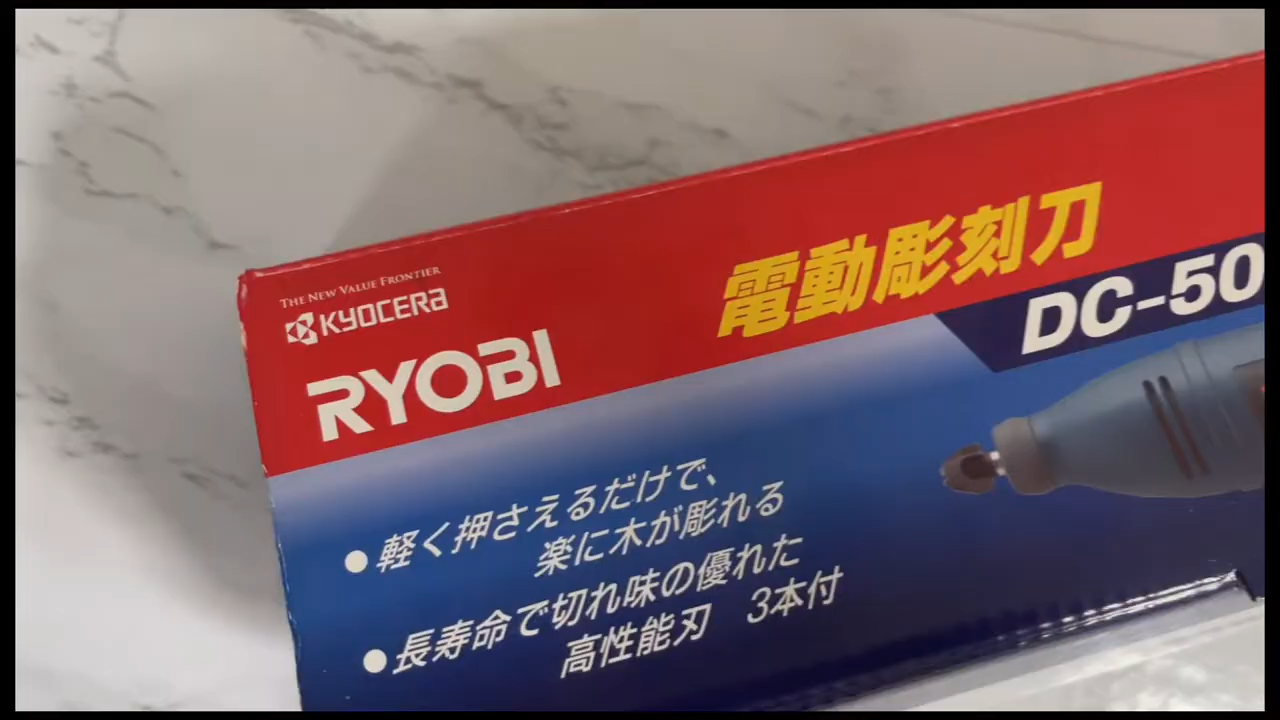 THE NEW VALUE FRONTIER
KYOCERA
RYOBI
電動彫刻刀
DC-50
●軽く押さえるだけで、
楽に木が彫れる
●長寿命で切れ味の優れた
高性能刃 3本付